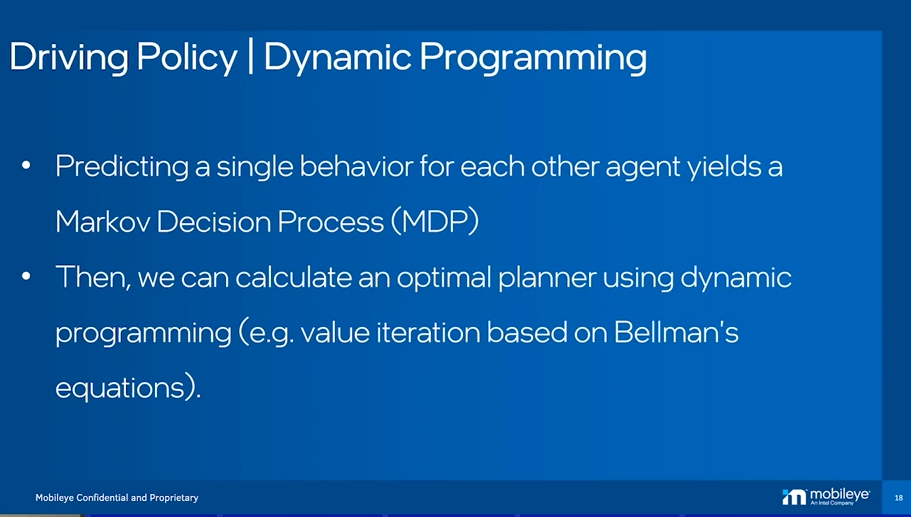 Driving Policy | Dynamic Programming
• Predicting a single behavior for each other agent yields a
Markov Decision Process (MDP)
• Then, we can calculate an optimal planner using dynamic
programming (e.g. value iteration based on Bellman's
equations).
Mobileye Confidential and Proprietary
mobileye
An Intel Company
18